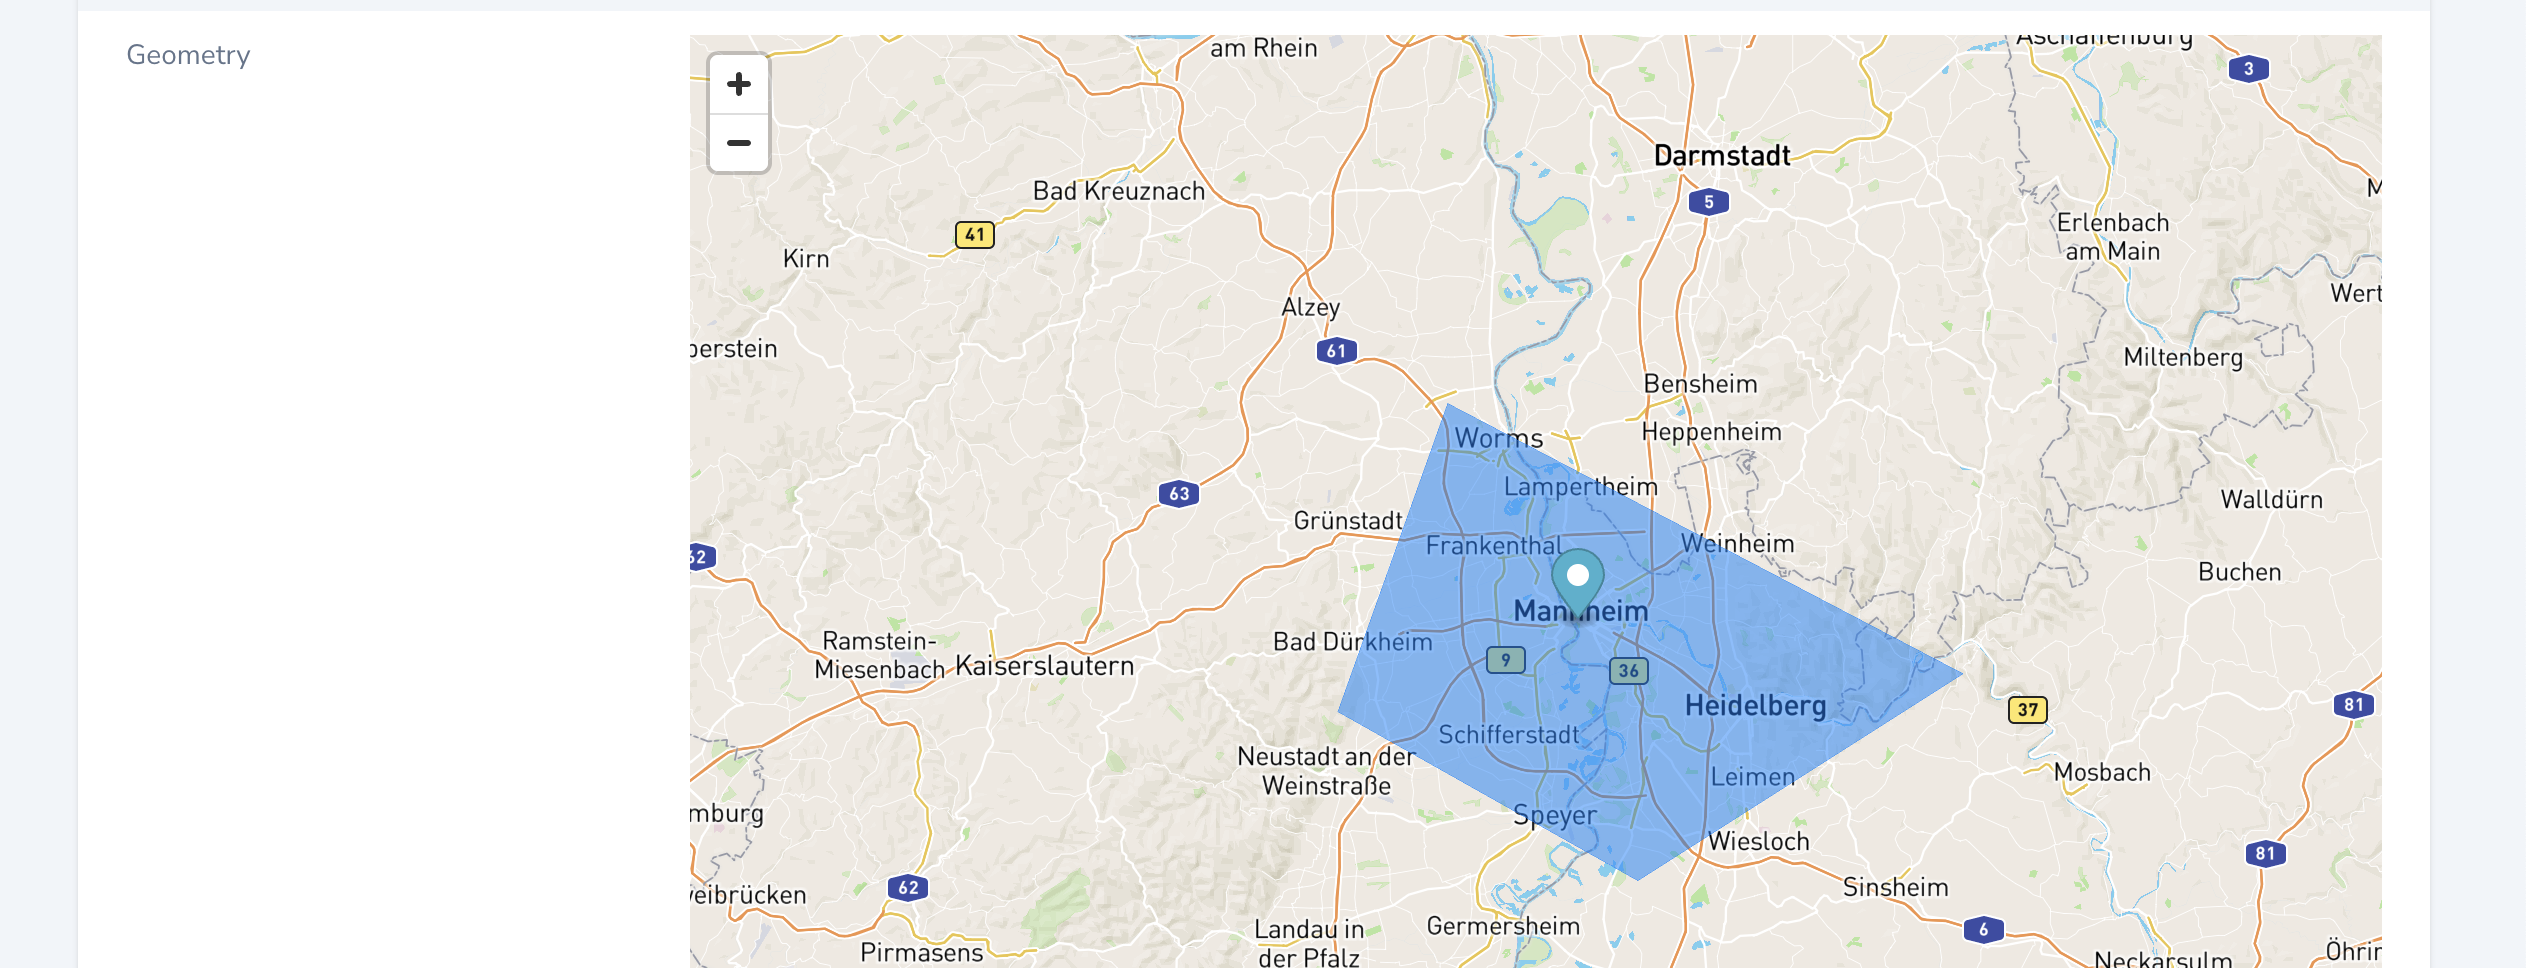 Geometry
+
−
am Rhein
Aschaffenburg
3
Darmstadt
Bad Kreuznach
5
41
Erlenbach
am Main
Kirn
Wert
Alzey
61
berstein
Miltenberg
Bensheim
Worms
Heppenheim
63
Lampertheim
Walldürn
Grünstadt
Frankenthal
Weinheim
62
Buchen
Mannheim
Ramstein-
Miesenbach
Kaiserslautern
Bad Dürkheim
9
36
Heidelberg
37
81
Schifferstadt
Neustadt an der
Weinstraße
Leimen
Mosbach
mburg
Speyer
Wiesloch
81
62
eibrücken
Sinsheim
Landau in
der Pfalz
Germersheim
6
Pirmasens
Neckarsulm
Öhrin